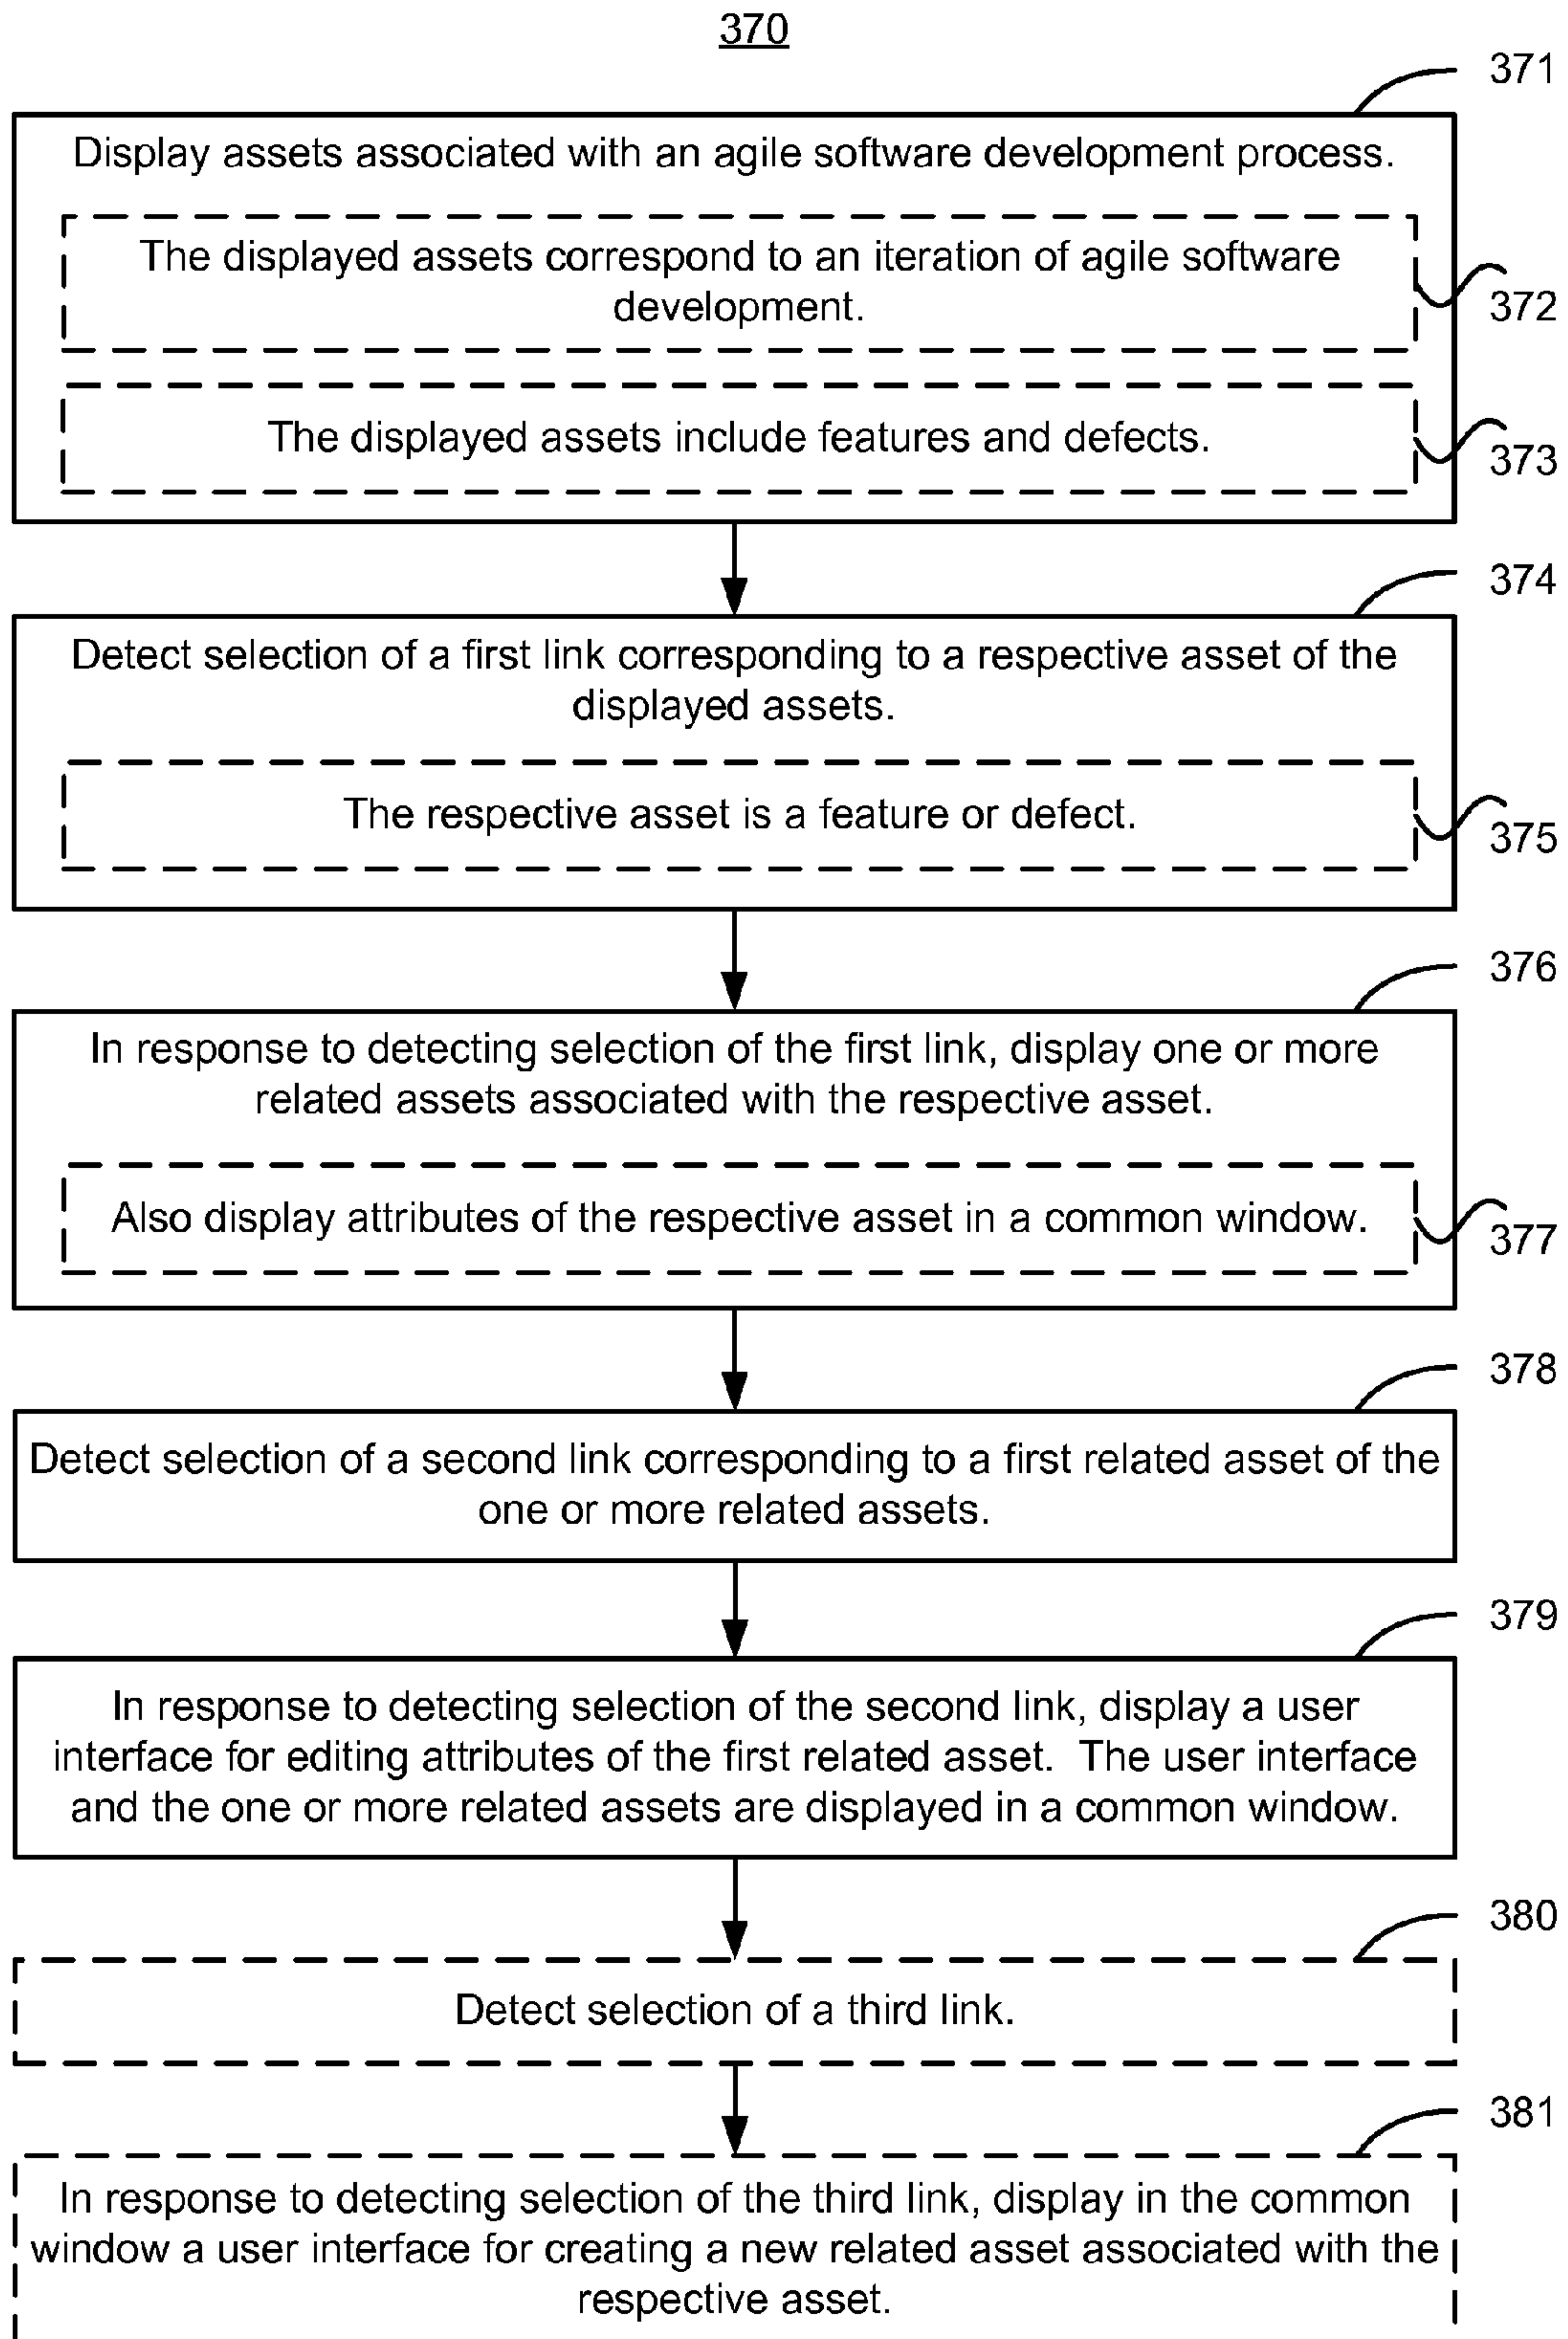 370
371
Display assets associated with an agile software development process.
The displayed assets correspond to an iteration of agile software
development.
372
The displayed assets include features and defects.
373
374
Detect selection of a first link corresponding to a respective asset of the
displayed assets.
The respective asset is a feature or defect.
375
376
In response to detecting selection of the first link, display one or more
related assets associated with the respective asset.
Also display attributes of the respective asset in a common window.
377
378
Detect selection of a second link corresponding to a first related asset of the
one or more related assets.
379
In response to detecting selection of the second link, display a user
interface for editing attributes of the first related asset.  The user interface
and the one or more related assets are displayed in a common window.
380
Detect selection of a third link.
381
In response to detecting selection of the third link, display in the common
window a user interface for creating a new related asset associated with the
respective asset.